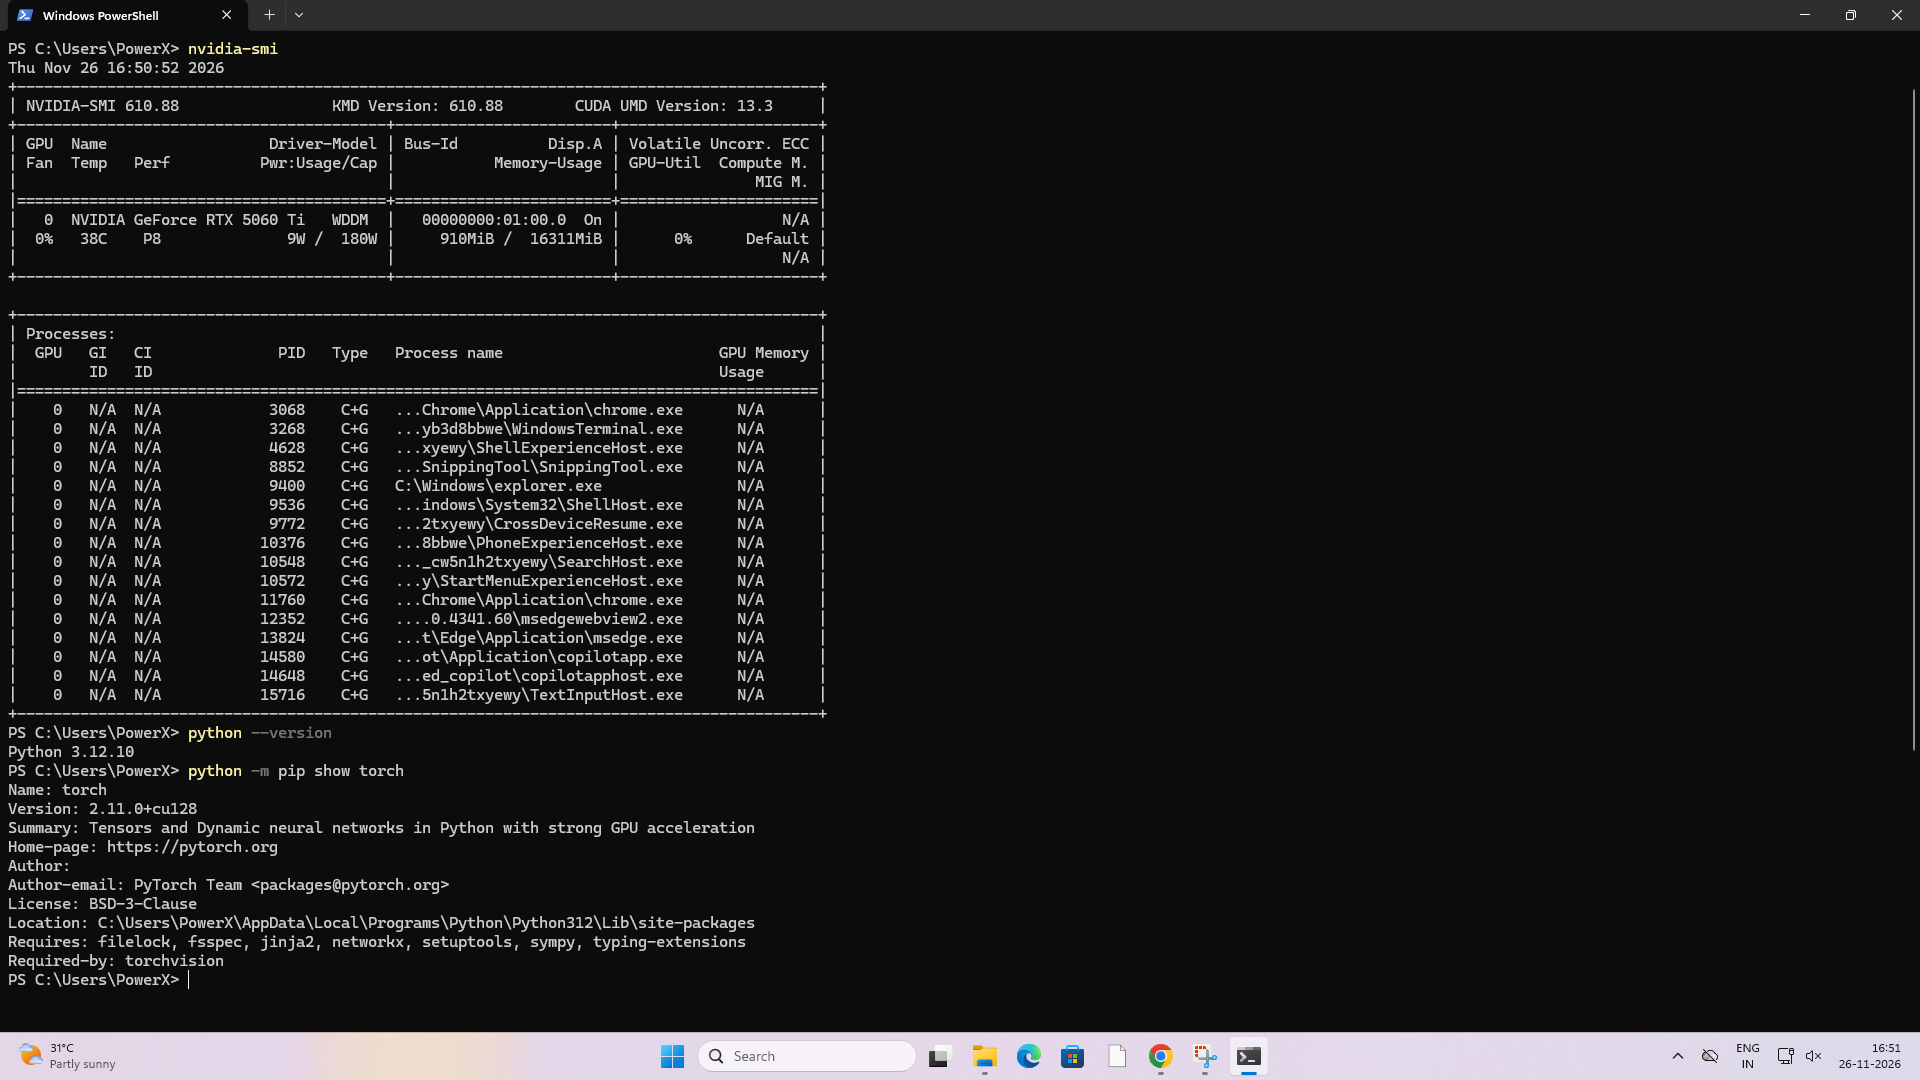 Windows PowerShell
PS C:\Users\PowerX> nvidia-smi
Thu Nov 26 16:50:52 2026
+-----------------------------------------------------------------------------------------+
| NVIDIA-SMI 610.88                 KMD Version: 610.88        CUDA UMD Version: 13.3     |
+-----------------------------------------+------------------------+----------------------+
| GPU  Name                  Driver-Model | Bus-Id          Disp.A | Volatile Uncorr. ECC |
| Fan  Temp   Perf          Pwr:Usage/Cap |           Memory-Usage | GPU-Util  Compute M. |
|                                         |                        |               MIG M. |
|=========================================+========================+======================|
|   0  NVIDIA GeForce RTX 5060 Ti   WDDM  |   00000000:01:00.0  On |                  N/A |
|  0%   38C    P8              9W /  180W |     910MiB /  16311MiB |      0%      Default |
|                                         |                        |                  N/A |
+-----------------------------------------+------------------------+----------------------+
+-----------------------------------------------------------------------------------------+
| Processes:                                                                              |
|  GPU   GI   CI              PID   Type   Process name                        GPU Memory |
|        ID   ID                                                               Usage      |
|=========================================================================================|
|    0   N/A  N/A            3068    C+G   ...Chrome\Application\chrome.exe      N/A      |
|    0   N/A  N/A            3268    C+G   ...yb3d8bbwe\WindowsTerminal.exe      N/A      |
|    0   N/A  N/A            4628    C+G   ...xyewy\ShellExperienceHost.exe      N/A      |
|    0   N/A  N/A            8852    C+G   ...SnippingTool\SnippingTool.exe      N/A      |
|    0   N/A  N/A            9400    C+G   C:\Windows\explorer.exe               N/A      |
|    0   N/A  N/A            9536    C+G   ...indows\System32\ShellHost.exe      N/A      |
|    0   N/A  N/A            9772    C+G   ...2txyewy\CrossDeviceResume.exe      N/A      |
|    0   N/A  N/A           10376    C+G   ...8bbwe\PhoneExperienceHost.exe      N/A      |
|    0   N/A  N/A           10548    C+G   ..._cw5n1h2txyewy\SearchHost.exe      N/A      |
|    0   N/A  N/A           10572    C+G   ...y\StartMenuExperienceHost.exe      N/A      |
|    0   N/A  N/A           11760    C+G   ...Chrome\Application\chrome.exe      N/A      |
|    0   N/A  N/A           12352    C+G   ....0.4341.60\msedgewebview2.exe      N/A      |
|    0   N/A  N/A           13824    C+G   ...t\Edge\Application\msedge.exe      N/A      |
|    0   N/A  N/A           14580    C+G   ...ot\Application\copilotapp.exe      N/A      |
|    0   N/A  N/A           14648    C+G   ...ed_copilot\copilotapphost.exe      N/A      |
|    0   N/A  N/A           15716    C+G   ...5n1h2txyewy\TextInputHost.exe      N/A      |
+-----------------------------------------------------------------------------------------+
PS C:\Users\PowerX> python --version
Python 3.12.10
PS C:\Users\PowerX> python -m pip show torch
Name: torch
Version: 2.11.0+cu128
Summary: Tensors and Dynamic neural networks in Python with strong GPU acceleration
Home-page: https://pytorch.org
Author:
Author-email: PyTorch Team <packages@pytorch.org>
License: BSD-3-Clause
Location: C:\Users\PowerX\AppData\Local\Programs\Python\Python312\Lib\site-packages
Requires: filelock, fsspec, jinja2, networkx, setuptools, sympy, typing-extensions
Required-by: torchvision
PS C:\Users\PowerX>
31°C
Partly sunny
Search
ENG
IN
16:51
26-11-2026